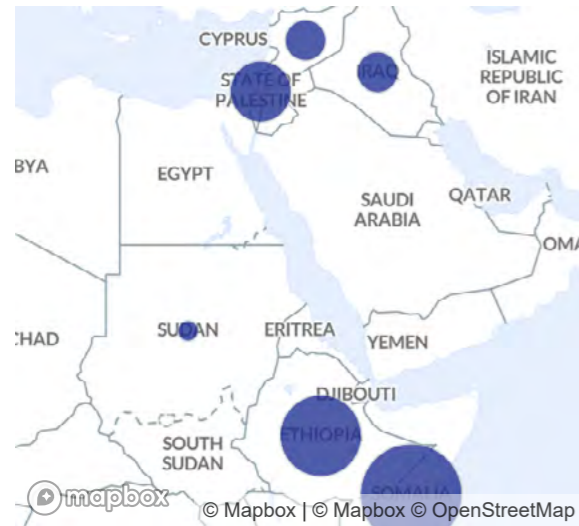 CYPRUS
STATE OF
PALESTINE
IRAQ
ISLAMIC
REPUBLIC
OF IRAN
BYA
EGYPT
SAUDI
ARABIA
QATAR
OMA
CHAD
SUDAN
ERITREA
YEMEN
DJIBOUTI
ETHIOPIA
SOUTH
SUDAN
SOMALIA
mapbox
© Mapbox | © Mapbox © OpenStreetMap